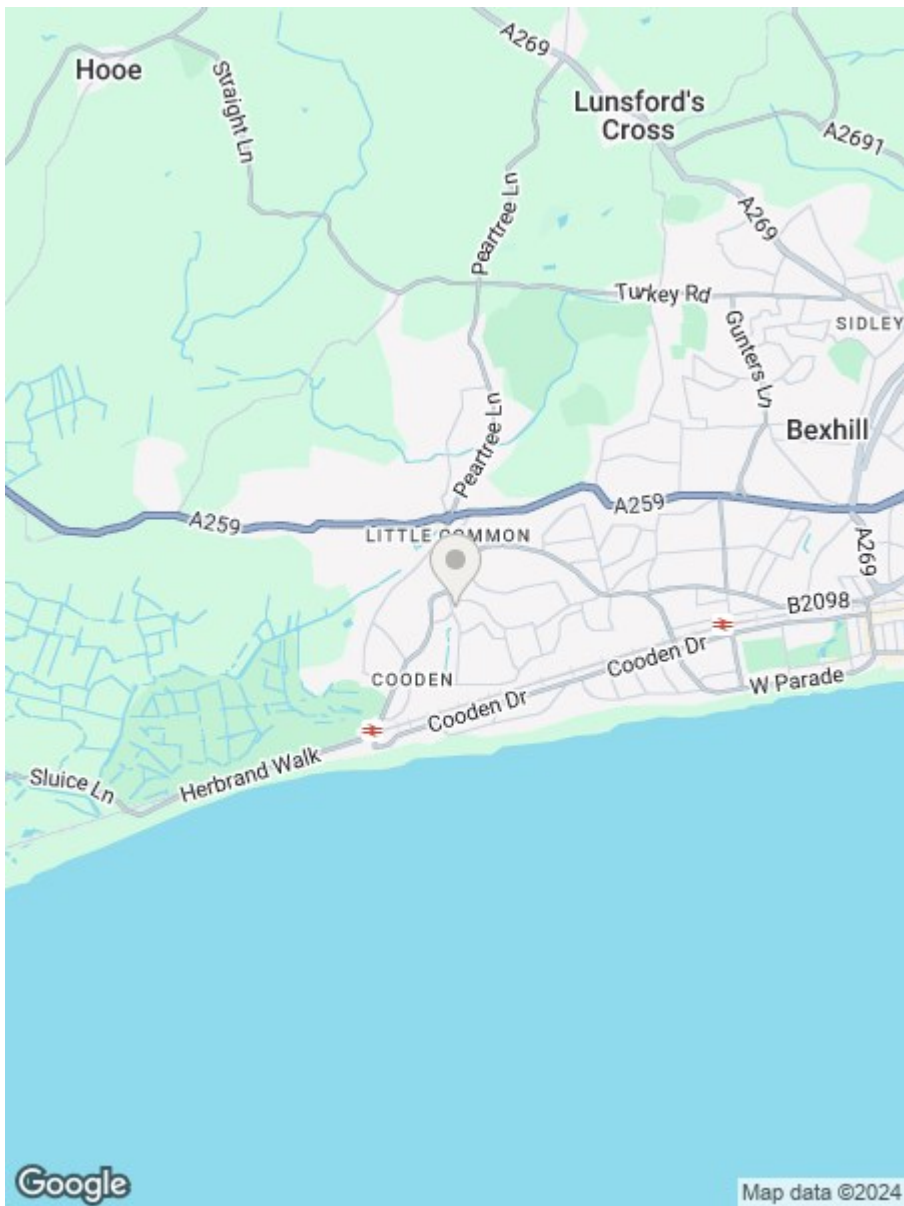 A269
Hooe
Straight Ln
Lunsford's
Cross
A2691
Peartree Ln
A269
Turkey Rd
SIDLEY
Gunters Ln
Peartree Ln
Bexhill
A259
A259
LITTLE COMMON
A269
B2098
Cooden Dr
COODEN
W Parade
Cooden Dr
Herbrand Walk
Sluice Ln
Google
Map data ©2024